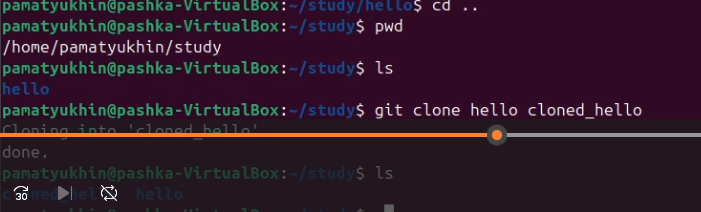 pamatyukhin@pashka-VirtualBox:~/study/hello$ cd ..
pamatyukhin@pashka-VirtualBox:~/study$ pwd
/home/pamatyukhin/study
pamatyukhin@pashka-VirtualBox:~/study$ ls
hello
pamatyukhin@pashka-VirtualBox:~/study$ git clone hello cloned_hello
Cloning into 'cloned_hello'
done.
pamatyukhin@pashka-VirtualBox:~/study$ ls
cloned_hello hello
pamatyukhin@pashka-VirtualBox:~/study$
30